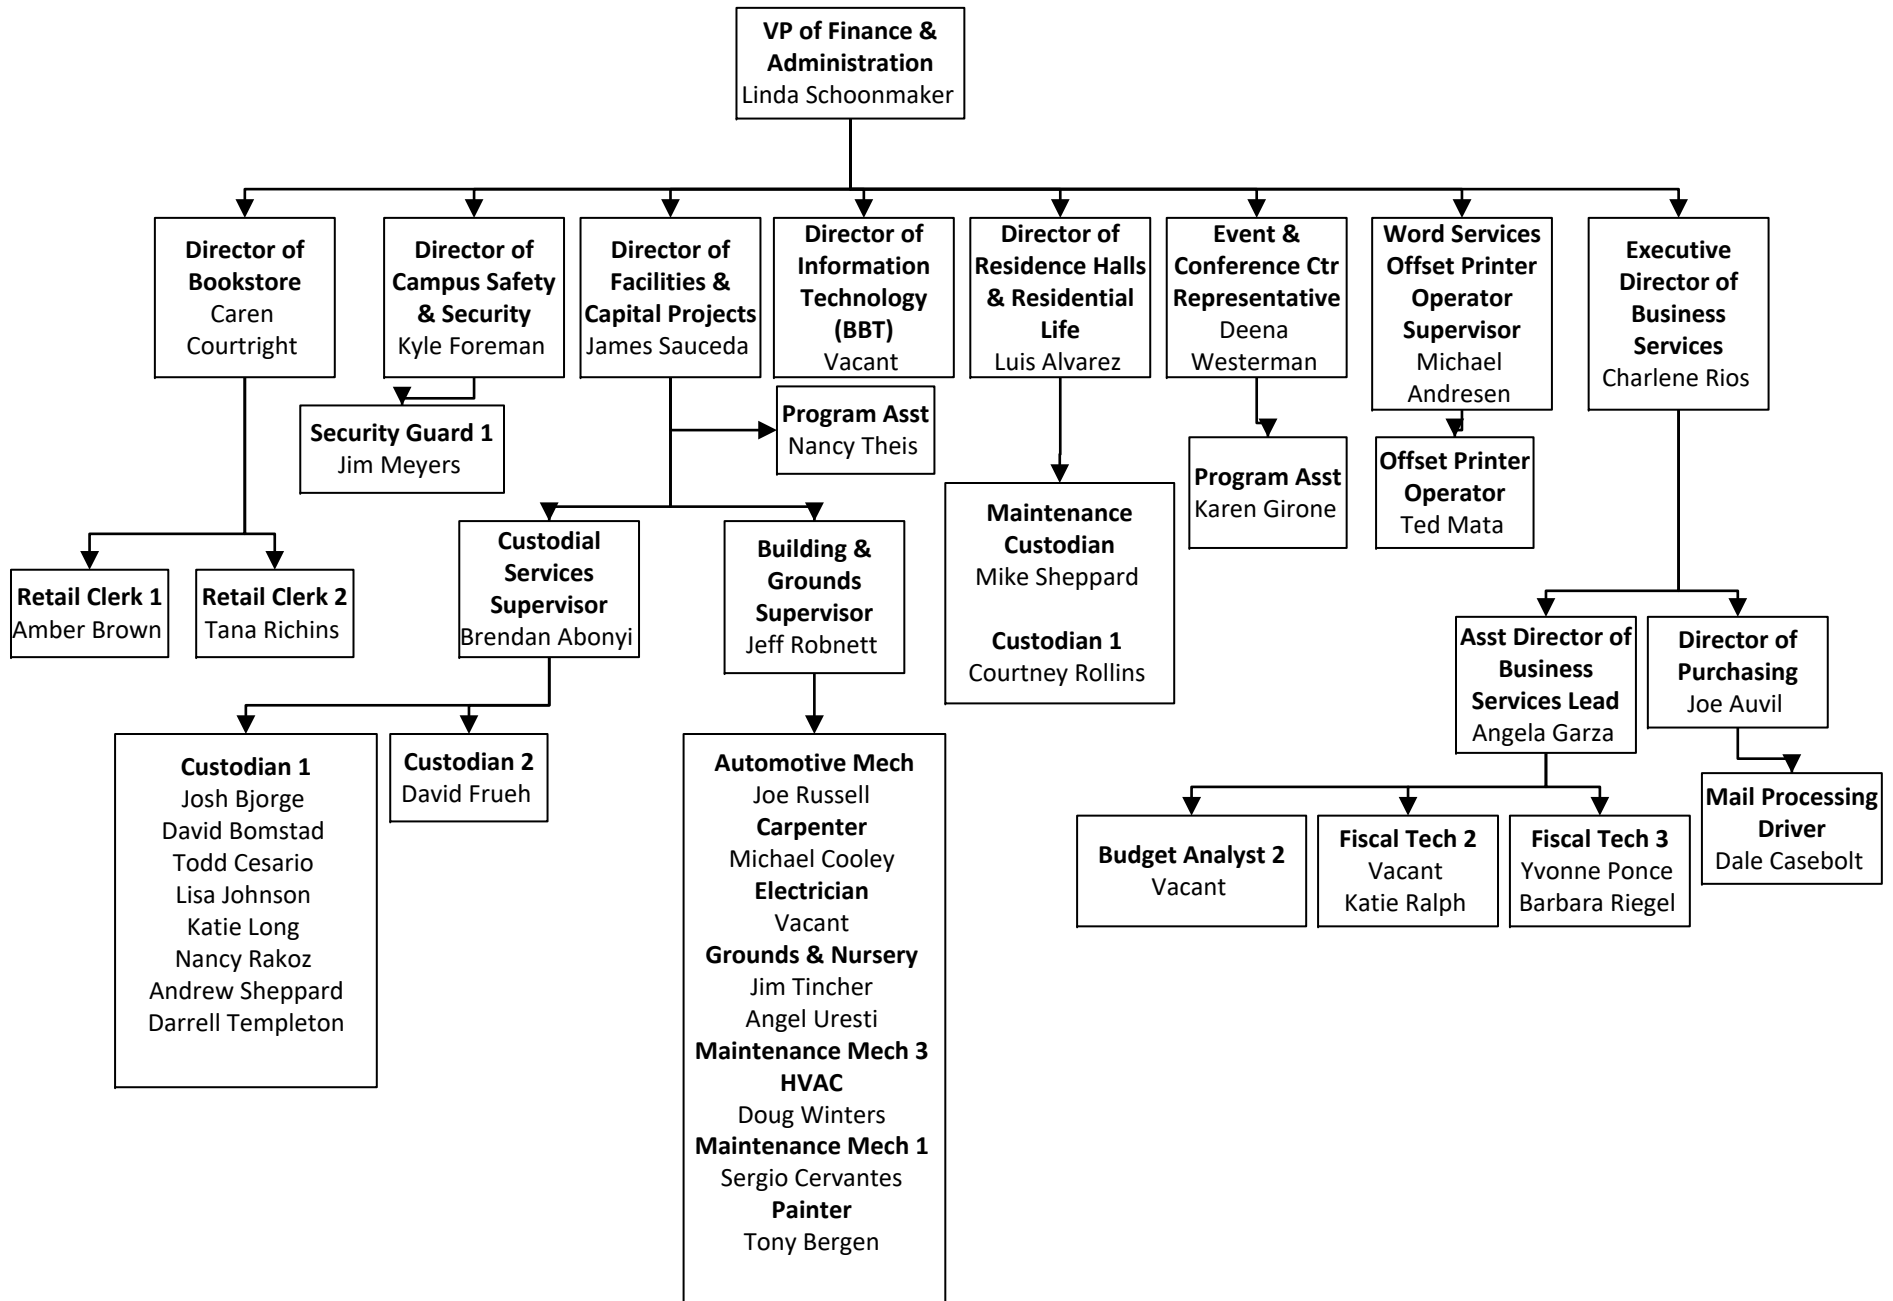 VP of Finance &
Administration
Linda Schoonmaker
Director of
Bookstore
Caren
Courtright
Director of
Campus Safety
& Security
Kyle Foreman
Director of
Facilities &
Capital Projects
James Sauceda
Director of
Information
Technology
(BBT)
Vacant
Director of
Residence Halls
& Residential
Life
Luis Alvarez
Event &
Conference Ctr
Representative
Deena
Westerman
Word Services
Offset Printer
Operator
Supervisor
Michael
Andresen
Executive
Director of
Business
Services
Charlene Rios
Security Guard 1
Jim Meyers
Program Asst
Nancy Theis
Program Asst
Karen Girone
Offset Printer
Operator
Ted Mata
Retail Clerk 1
Amber Brown
Retail Clerk 2
Tana Richins
Custodial
Services
Supervisor
Brendan Abonyi
Building &
Grounds
Supervisor
Jeff Robnett
Maintenance
Custodian
Mike Sheppard
Custodian 1
Courtney Rollins
Asst Director of
Business
Services Lead
Angela Garza
Director of
Purchasing
Joe Auvil
Custodian 1
Josh Bjorge
David Bomstad
Todd Cesario
Lisa Johnson
Katie Long
Nancy Rakoz
Andrew Sheppard
Darrell Templeton
Custodian 2
David Frueh
Automotive Mech
Joe Russell
Carpenter
Michael Cooley
Electrician
Vacant
Grounds & Nursery
Jim Tincher
Angel Uresti
Maintenance Mech 3
HVAC
Doug Winters
Maintenance Mech 1
Sergio Cervantes
Painter
Tony Bergen
Budget Analyst 2
Vacant
Fiscal Tech 2
Vacant
Katie Ralph
Fiscal Tech 3
Yvonne Ponce
Barbara Riegel
Mail Processing
Driver
Dale Casebolt